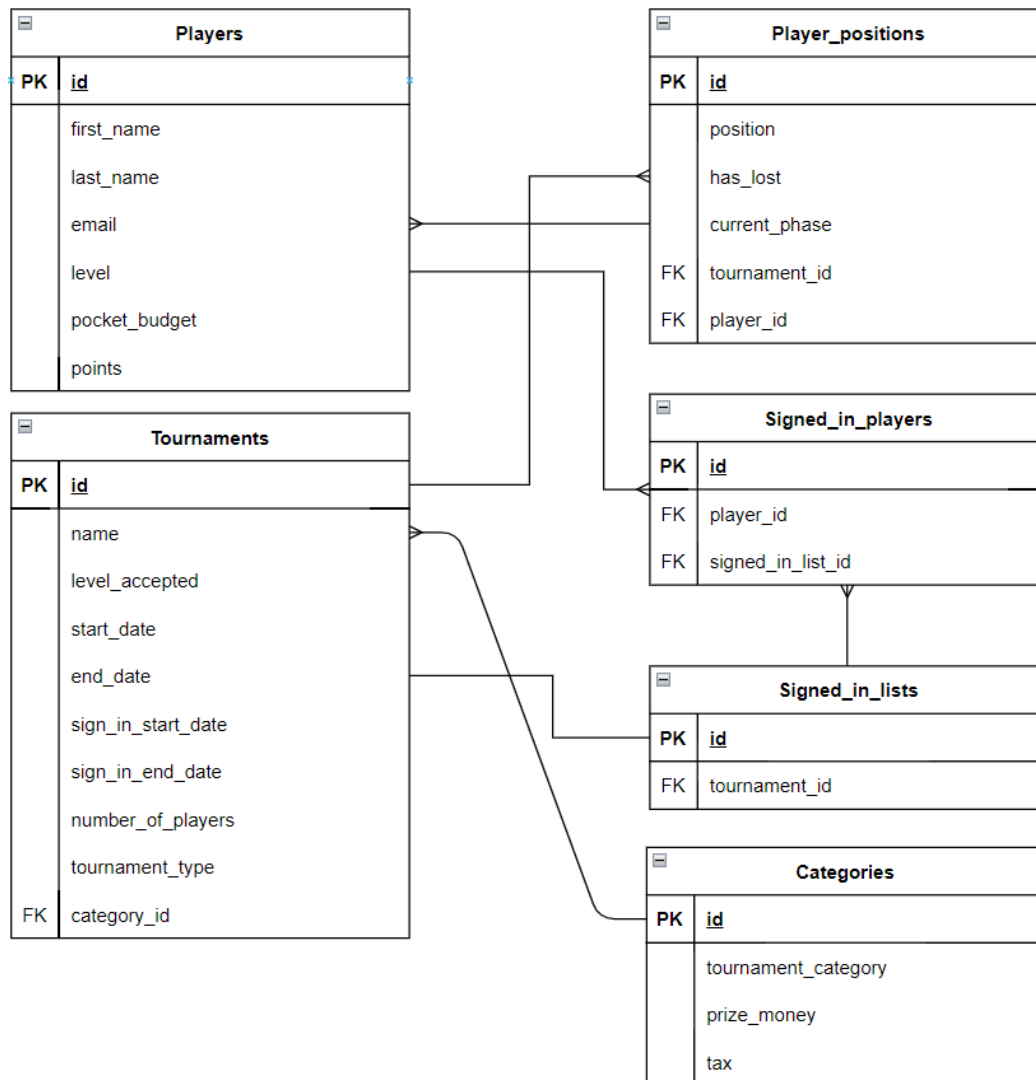 Players
PK id
first_name
last_name
email
level
pocket_budget
points
Tournaments
PK id
name
level_accepted
start_date
end_date
sign_in_start_date
sign_in_end_date
number_of_players
tournament_type
FK category_id
Player_positions
PK id
position
has_lost
current_phase
FK tournament_id
FK player_id
Signed_in_players
PK id
FK player_id
FK signed_in_list_id
Signed_in_lists
PK id
FK tournament_id
Categories
PK id
tournament_category
prize_money
tax